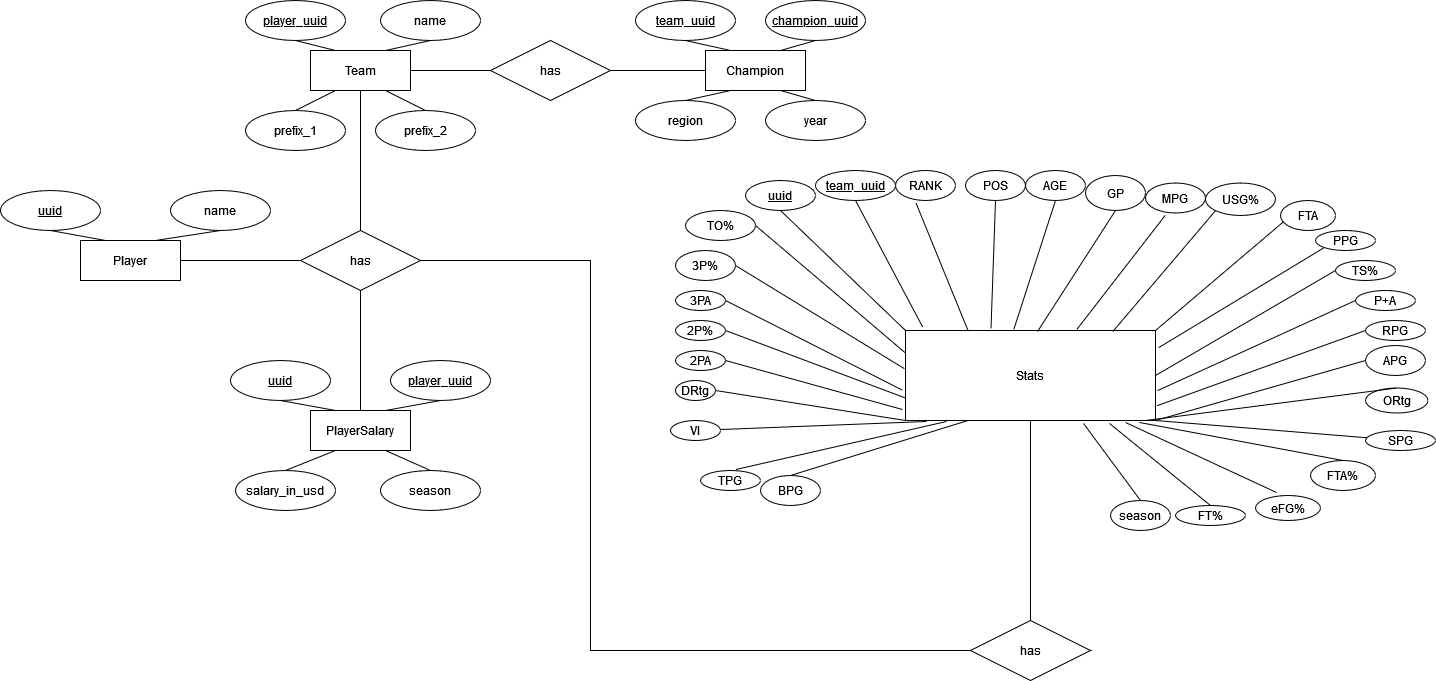 player_uuid
name
team_uuid
champion_uuid
Team
has
Champion
prefix_1
prefix_2
region
year
uuid
team_uuid
RANK
POS
AGE
GP
MPG
USG%
FTA
uuid
name
TO%
PPG
Player
has
3P%
TS%
3PA
P+A
2P%
RPG
2PA
APG
Stats
uuid
player_uuid
DRtg
ORtg
PlayerSalary
VI
SPG
salary_in_usd
season
TPG
BPG
FTA%
season
FT%
eFG%
has